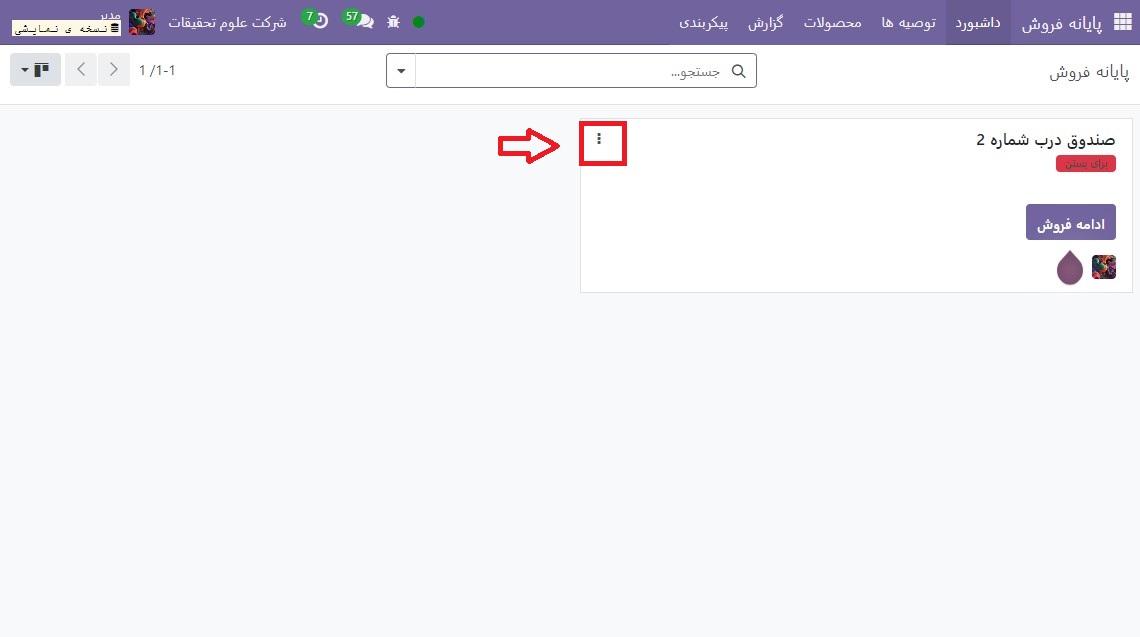 پایانه فروش
داشبورد
توصیه ها
محصولات
گزارش
پیکربندی
57
7
شرکت علوم تحقیقات
مدیر
نسخه ی نمایشی
پایانه فروش
جستجو...
1 /1-1
صندوق درب شماره 2
برای بستن
ادامه فروش